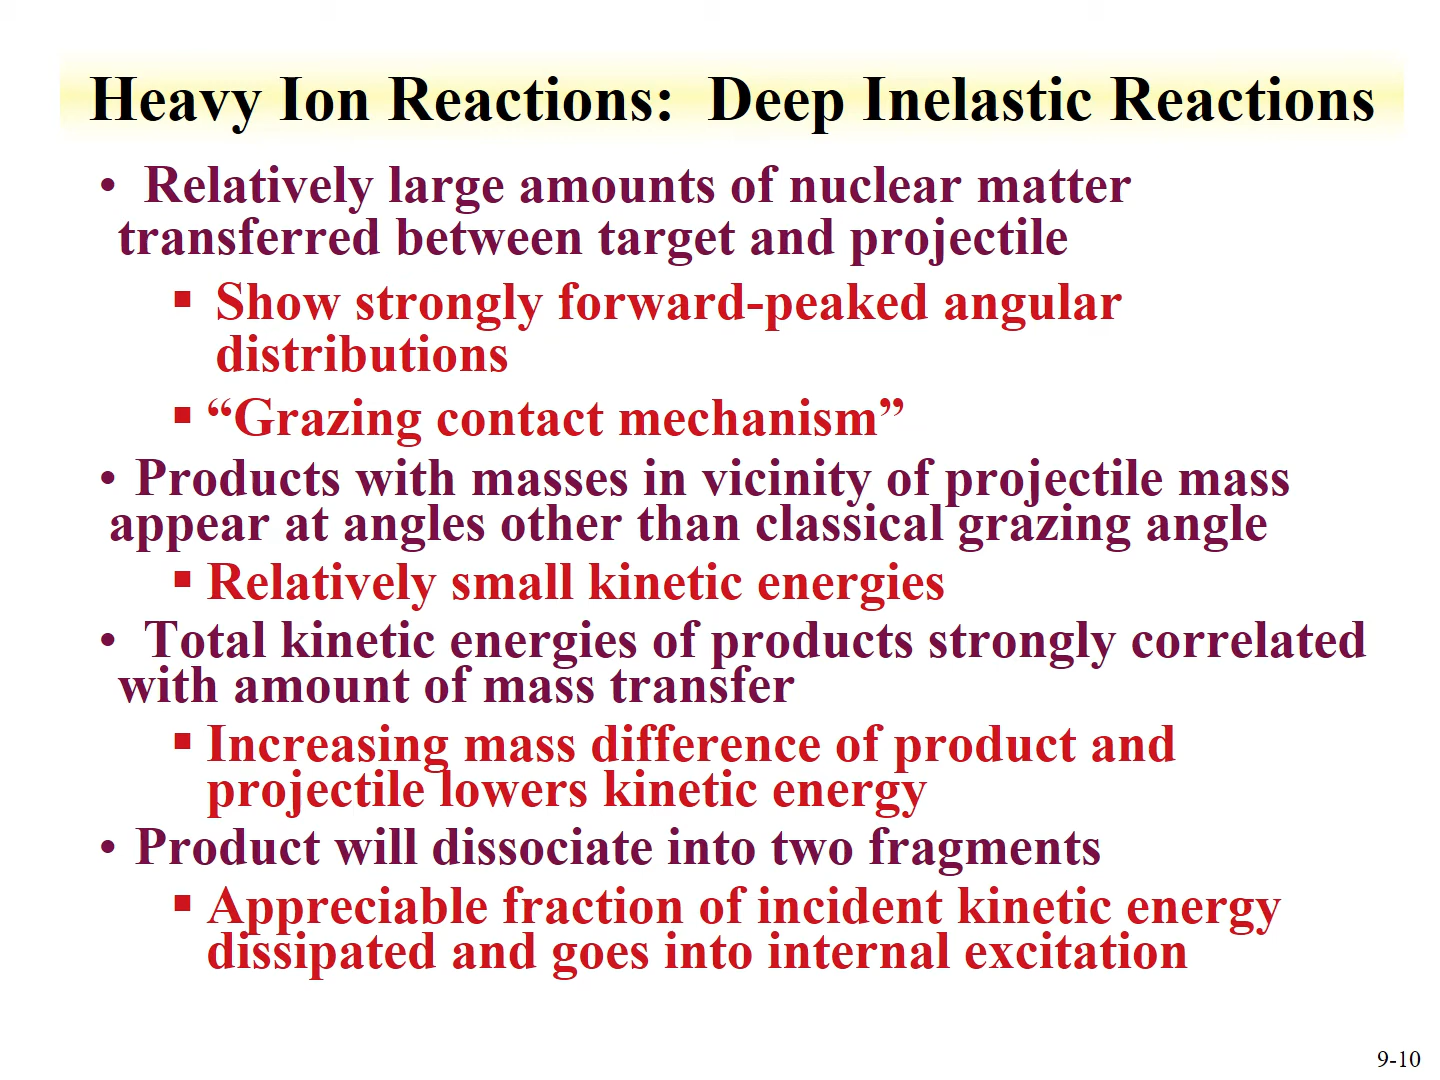 Heavy Ion Reactions: Deep Inelastic Reactions
• Relatively large amounts of nuclear matter
transferred between target and projectile
▪ Show strongly forward-peaked angular
distributions
▪ “Grazing contact mechanism”
• Products with masses in vicinity of projectile mass
appear at angles other than classical grazing angle
▪ Relatively small kinetic energies
• Total kinetic energies of products strongly correlated
with amount of mass transfer
▪ Increasing mass difference of product and
projectile lowers kinetic energy
• Product will dissociate into two fragments
▪ Appreciable fraction of incident kinetic energy
dissipated and goes into internal excitation
9-10